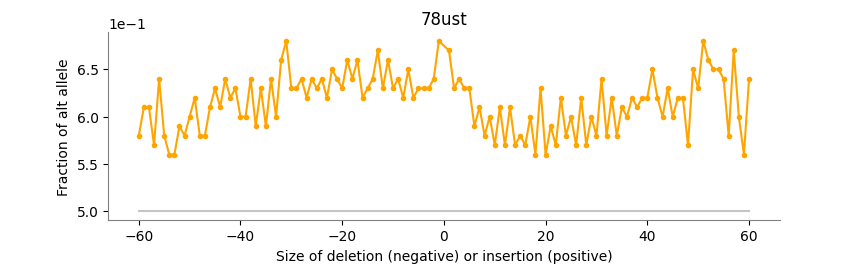 78ust
1e−1
Fraction of alt allele
6.5
6.0
5.5
5.0
−60 −40 −20 0 20 40 60
Size of deletion (negative) or insertion (positive)